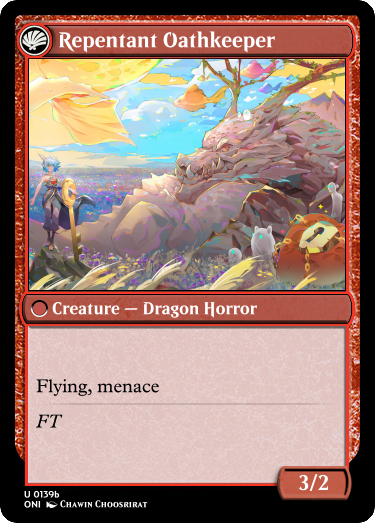 Repentant Oathkeeper
Creature — Dragon Horror
Flying, menace
FT
3/2
U 0139b
ONI Chawin Choosrirat